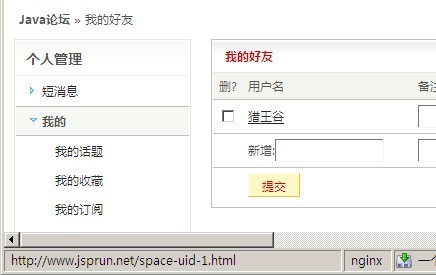 Java论坛 » 我的好友
个人管理
短消息
我的
我的话题
我的收藏
我的订阅
我的好友
删? 用户名 备注
猎王谷
新增:
提交
http://www.jsprun.net/space-uid-1.html nginx 一个